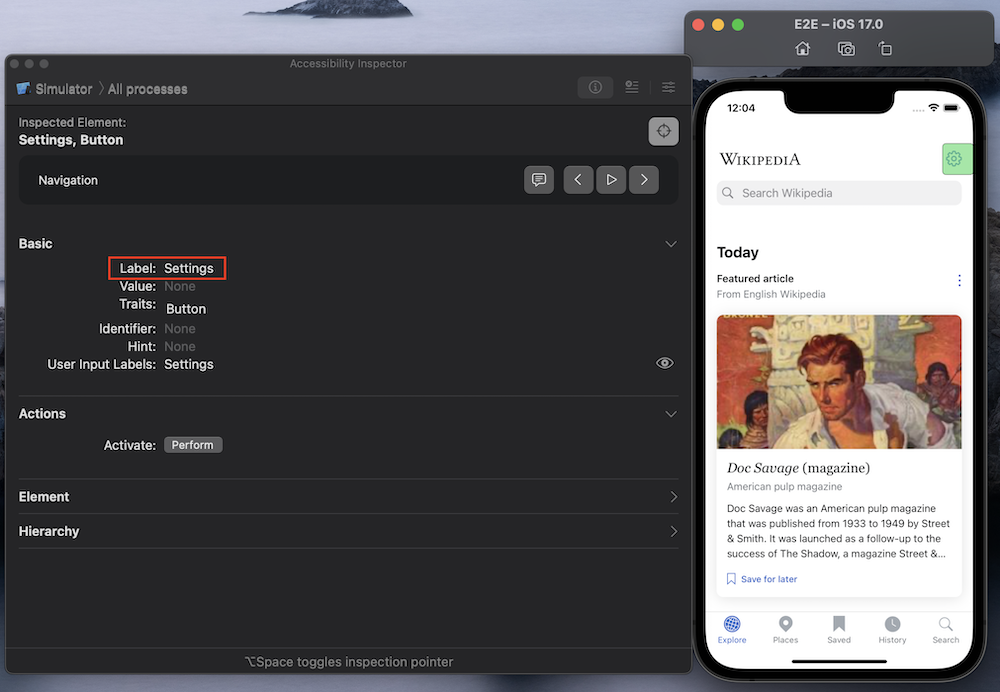 E2E – iOS 17.0
Accessibility Inspector
Simulator
All processes
Inspected Element:
Settings, Button
Navigation
Basic
Label: Settings
Value: None
Traits: Button
Identifier: None
Hint: None
User Input Labels: Settings
Actions
Activate: Perform
Element
Hierarchy
⌥Space toggles inspection pointer
12:04
WIKIPEDIA
Search Wikipedia
Today
Featured article
From English Wikipedia
Doc Savage (magazine)
American pulp magazine
Doc Savage was an American pulp magazine
that was published from 1933 to 1949 by Street
& Smith. It was launched as a follow-up to the
success of The Shadow, a magazine Street &...
Save for later
Explore
Places
Saved
History
Search